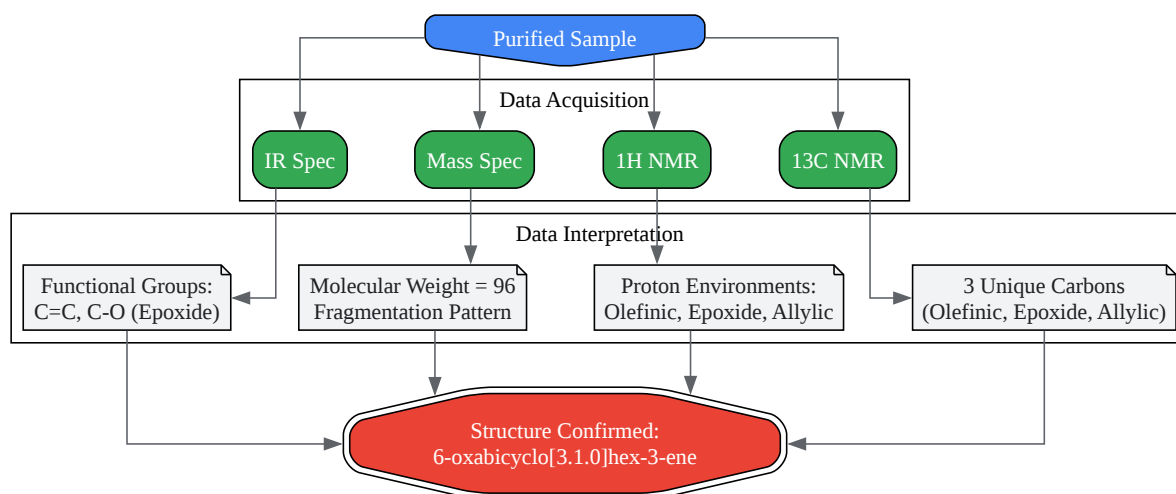 Purified Sample
Data Acquisition
IR Spec
Mass Spec
1H NMR
13C NMR
Data Interpretation
Functional Groups:
C=C, C-O (Epoxide)
Molecular Weight = 96
Fragmentation Pattern
Proton Environments:
Olefinic, Epoxide, Allylic
3 Unique Carbons
(Olefinic, Epoxide, Allylic)
Structure Confirmed:
6-oxabicyclo[3.1.0]hex-3-ene